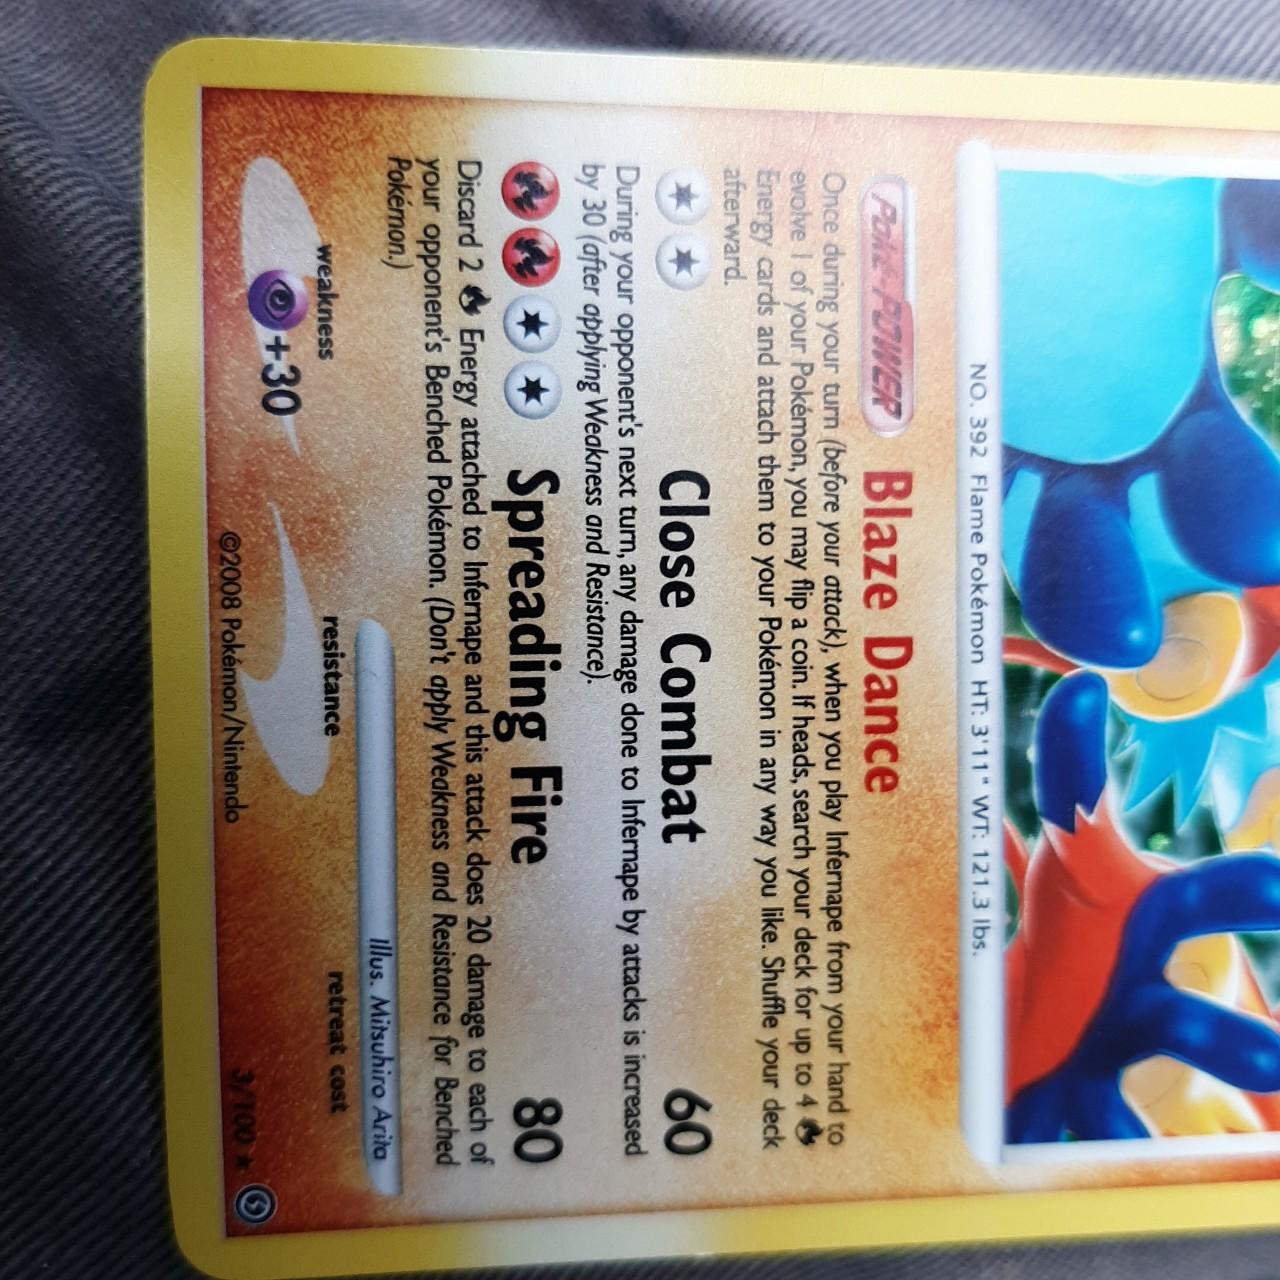 NO. 392 Flame Pokémon HT: 3'11" WT: 121.3 lbs.
Poké-POWER Blaze Dance
Once during your turn (before your attack), when you play Infernape from your hand to
evolve 1 of your Pokémon, you may flip a coin. If heads, search your deck for up to 4
Energy cards and attach them to your Pokémon in any way you like. Shuffle your deck
afterward.
Close Combat 60
During your opponent's next turn, any damage done to Infernape by attacks is increased
by 30 (after applying Weakness and Resistance).
Spreading Fire 80
Discard 2 Energy attached to Infernape and this attack does 20 damage to each of
your opponent's Benched Pokémon. (Don't apply Weakness and Resistance for Benched
Pokémon.)
Illus. Mitsuhiro Arita
weakness resistance retreat cost
+30
©2008 Pokémon/Nintendo 3/100